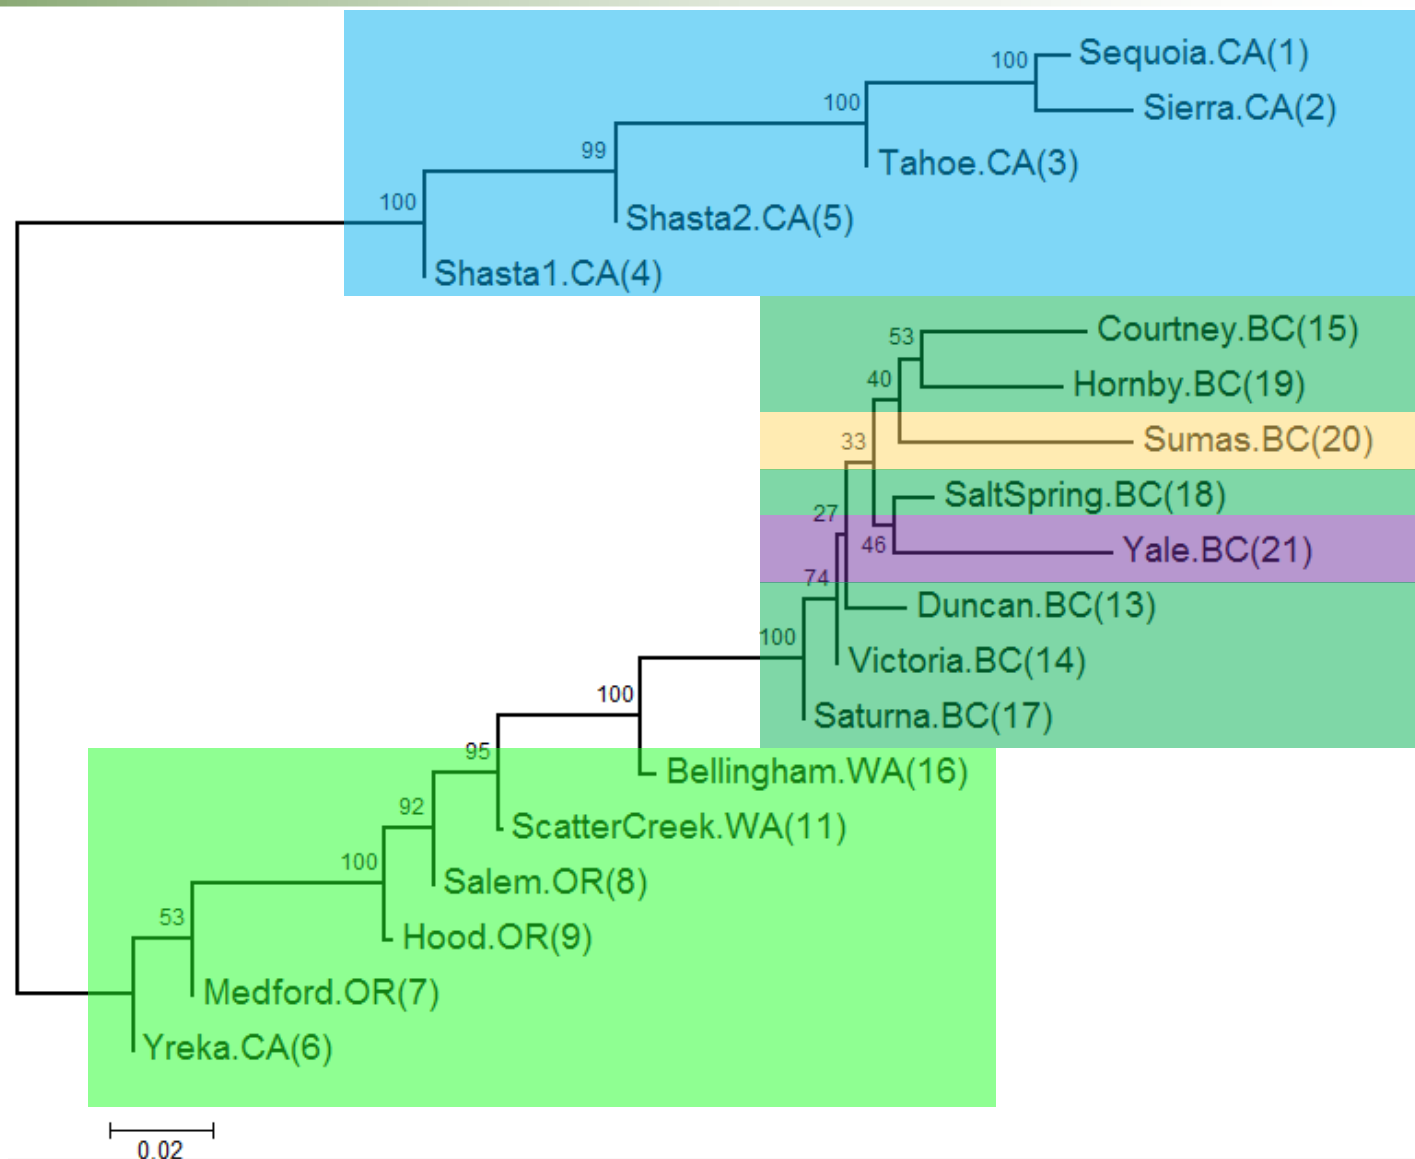 100
Sequoia.CA(1)
100
Sierra.CA(2)
99
Tahoe.CA(3)
100
Shasta2.CA(5)
Shasta1.CA(4)
53
Courtney.BC(15)
40
Hornby.BC(19)
33
Sumas.BC(20)
27
SaltSpring.BC(18)
46
Yale.BC(21)
74
Duncan.BC(13)
100
Victoria.BC(14)
100
Saturna.BC(17)
95
Bellingham.WA(16)
92
ScatterCreek.WA(11)
100
Salem.OR(8)
53
Hood.OR(9)
Medford.OR(7)
Yreka.CA(6)
0.02